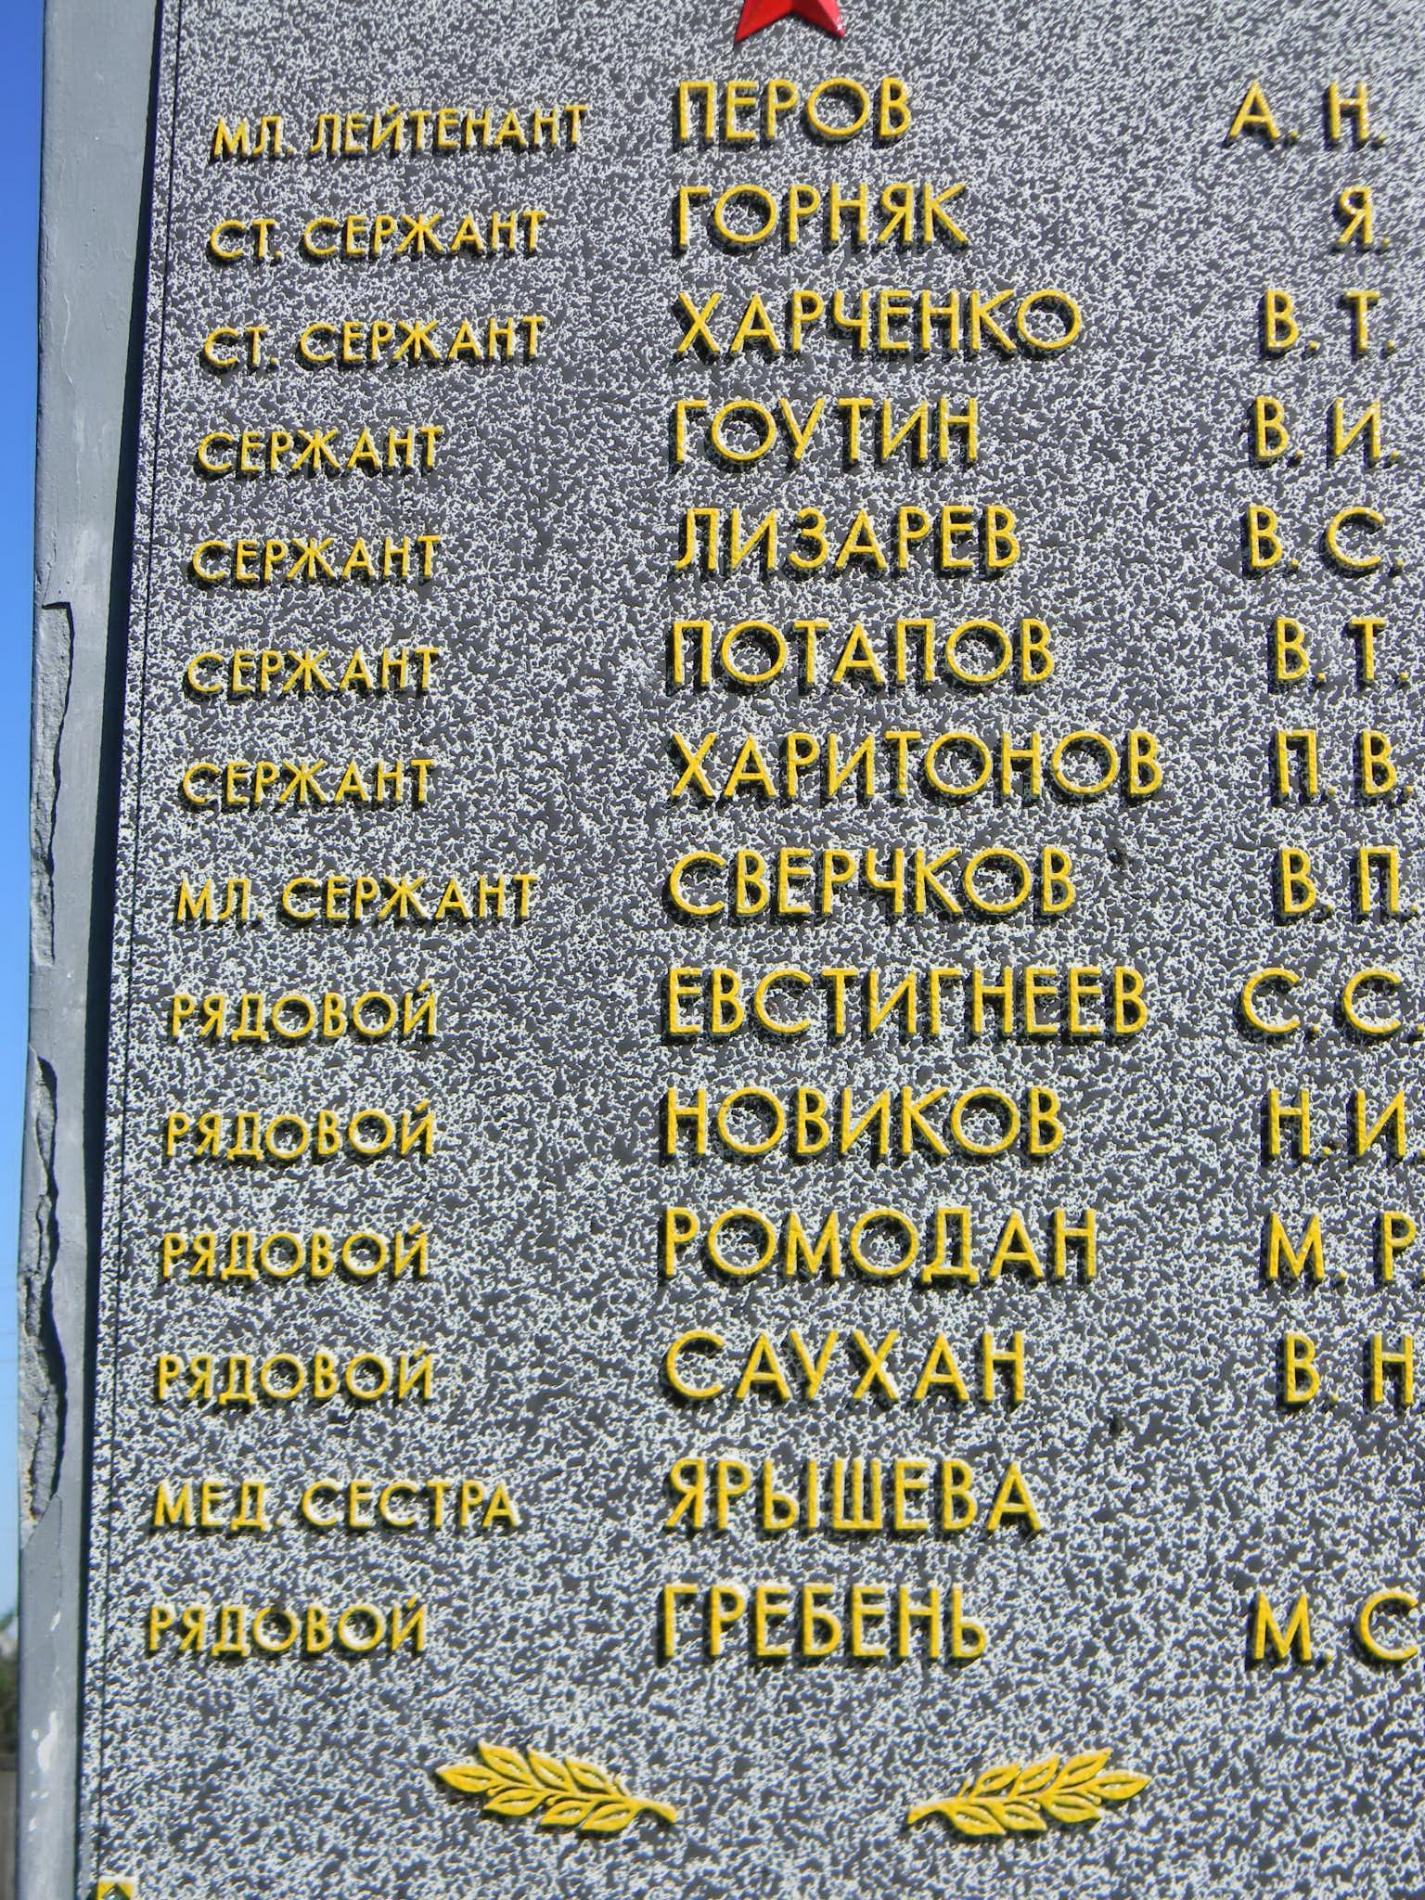 МЛ. ЛЕЙТЕНАНТ ПЕРОВ А. Н.
СТ. СЕРЖАНТ ГОРНЯК Я.
СТ. СЕРЖАНТ ХАРЧЕНКО В. Т.
СЕРЖАНТ ГОУТИН В. И.
СЕРЖАНТ ЛИЗАРЕВ В. С.
СЕРЖАНТ ПОТАПОВ В. Т.
СЕРЖАНТ ХАРИТОНОВ П. В.
МЛ. СЕРЖАНТ СВЕРЧКОВ В. П.
РЯДОВОЙ ЕВСТИГНЕЕВ С. С.
РЯДОВОЙ НОВИКОВ Н. И.
РЯДОВОЙ РОМОДАН М. Р.
РЯДОВОЙ САУХАН В. Н
МЕД. СЕСТРА ЯРЫШЕВА
РЯДОВОЙ ГРЕБЕНЬ М. С